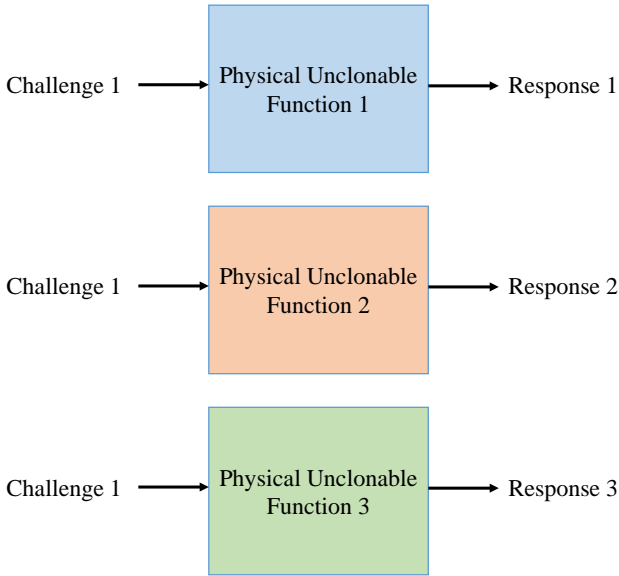 Challenge 1
Physical Unclonable
Function 1
Response 1
Challenge 1
Physical Unclonable
Function 2
Response 2
Challenge 1
Physical Unclonable
Function 3
Response 3